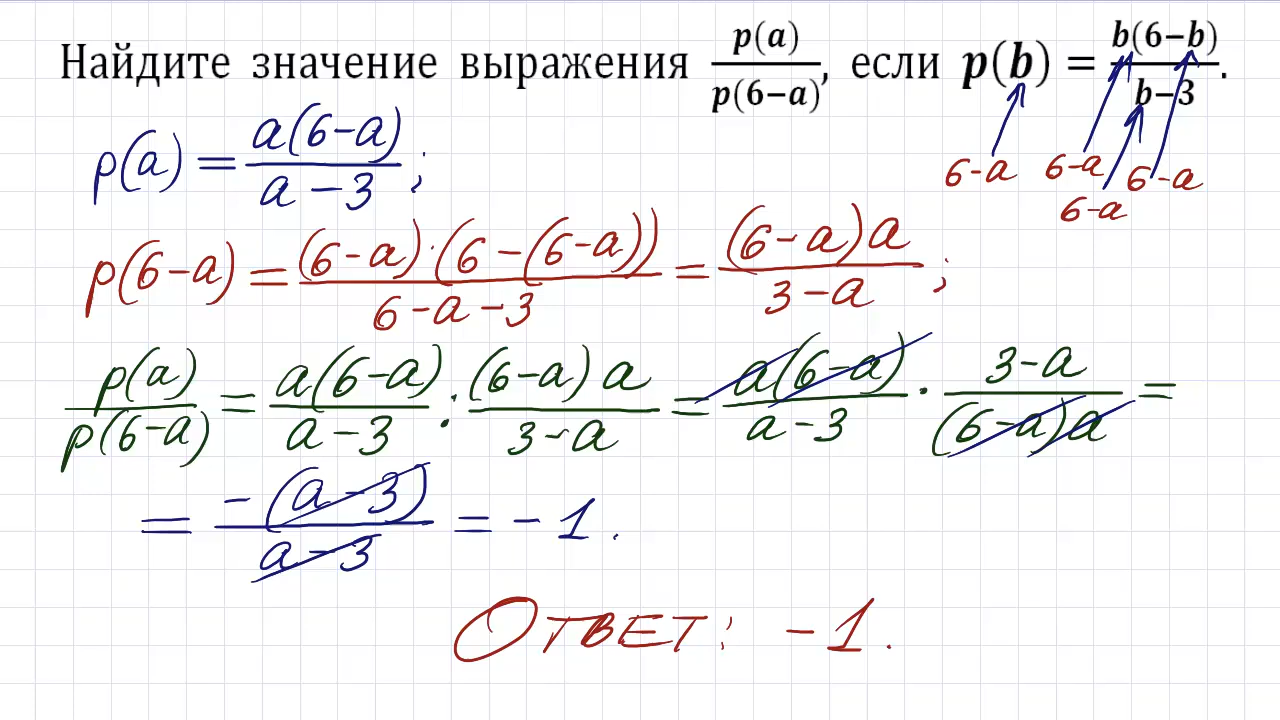 Найдите значение выражения p(a)/p(6−a), если p(b) = b(6−b)/b−3.
p(a) = a(6-a)/a-3;
6-a 6-a 6-a
6-a
p(6-a) = (6-a)·(6-(6-a))/6-a-3 = (6-a)a/3-a;
p(a)/p(6-a) = a(6-a)/a-3 : (6-a)a/3-a = a(6-a)/a-3 · 3-a/(6-a)a =
= -(a-3)/a-3 = -1.
Ответ: -1.